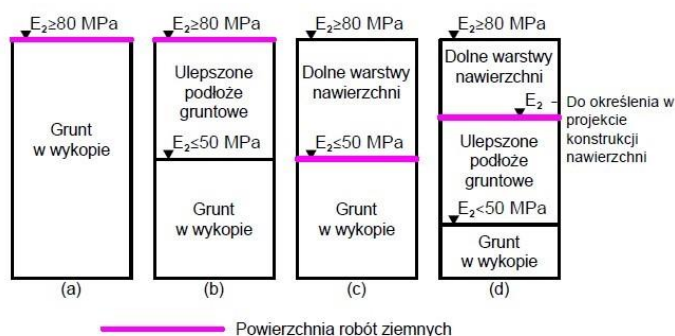 E₂≥80 MPa
Grunt
w wykopie
(a)
E₂≥80 MPa
Ulepszone
podłoże
gruntowe
E₂≤50 MPa
Grunt
w wykopie
(b)
E₂≥80 MPa
Dolne warstwy
nawierzchni
E₂≤50 MPa
Grunt
w wykopie
(c)
E₂≥80 MPa
Dolne warstwy
nawierzchni
E₂ – Do określenia w
projekcie
konstrukcji
nawierzchni
Ulepszone
podłoże
gruntowe
E₂<50 MPa
Grunt
w wykopie
(d)
Powierzchnia robót ziemnych